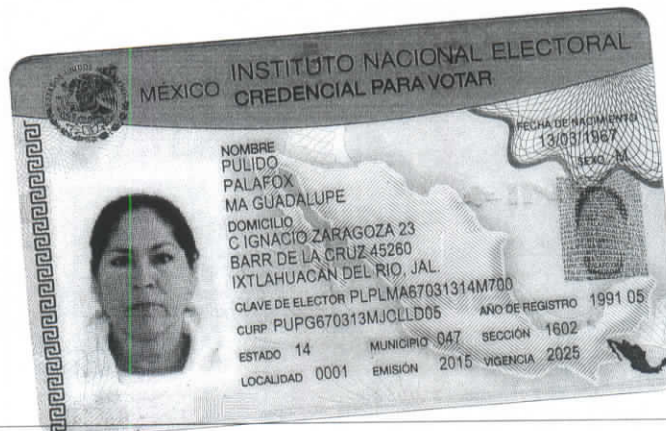 MÉXICO INSTITUTO NACIONAL ELECTORAL
CREDENCIAL PARA VOTAR
FECHA DE NACIMIENTO
13/03/1967
SEXO M
NOMBRE
PULIDO
PALAFOX
MA GUADALUPE
DOMICILIO
C IGNACIO ZARAGOZA 23
BARR DE LA CRUZ 45260
IXTLAHUACAN DEL RIO, JAL.
CLAVE DE ELECTOR PLPLMA67031314M700
CURP PUPG670313MJCLLD05 AÑO DE REGISTRO 1991 05
ESTADO 14 MUNICIPIO 047 SECCIÓN 1602
LOCALIDAD 0001 EMISIÓN 2015 VIGENCIA 2025